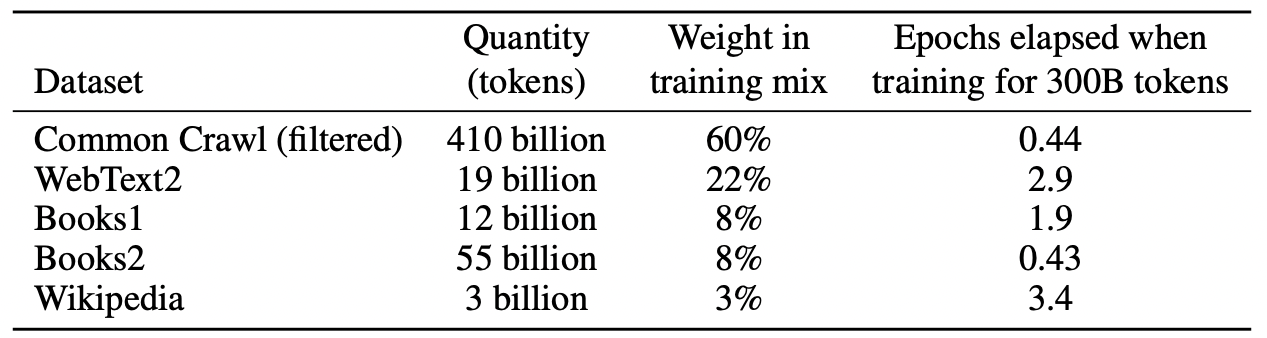 Dataset Quantity (tokens) Weight in training mix Epochs elapsed when training for 300B tokens
Common Crawl (filtered) 410 billion 60% 0.44
WebText2 19 billion 22% 2.9
Books1 12 billion 8% 1.9
Books2 55 billion 8% 0.43
Wikipedia 3 billion 3% 3.4